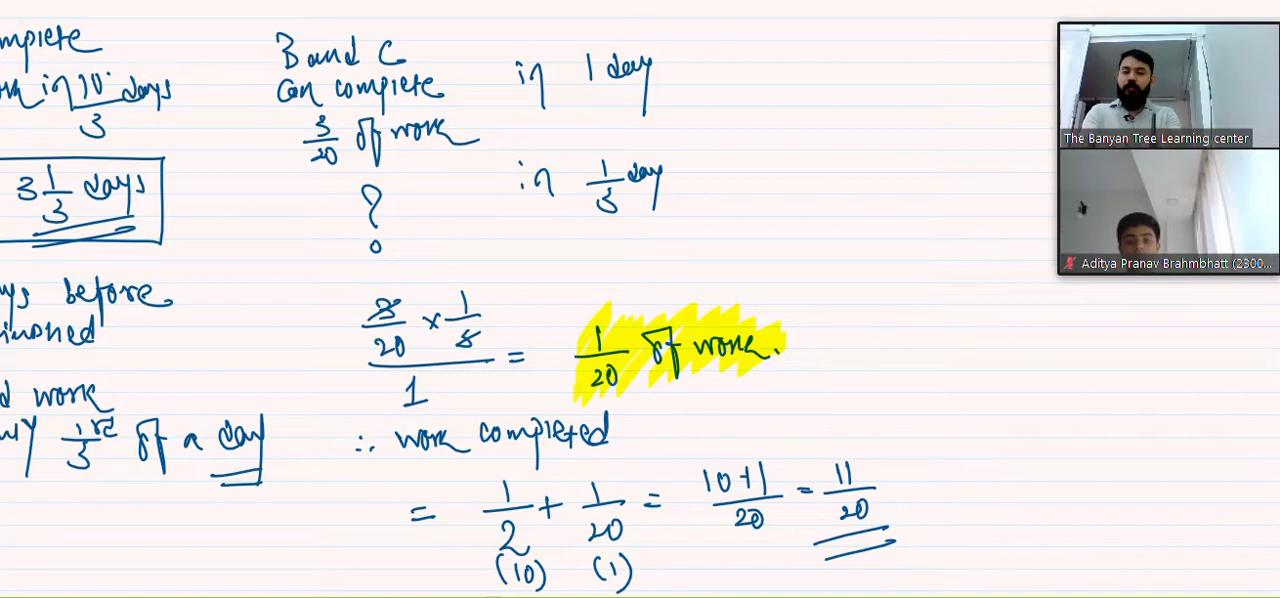 mplete
ork in 10 days
3
3 1/3 days
ys before
inished
d work
1/3 rd of a day
B and C
Can complete
3/20 of work
?
in 1 day
in 1/3 day
3/20 × 1/3
1
= 1/20 of work.
∴ work completed
= 1/2 + 1/20 = 10+1/20 = 11/20
(10) (1)
The Banyan Tree Learning center
Aditya Pranav Brahmbhatt (2300...